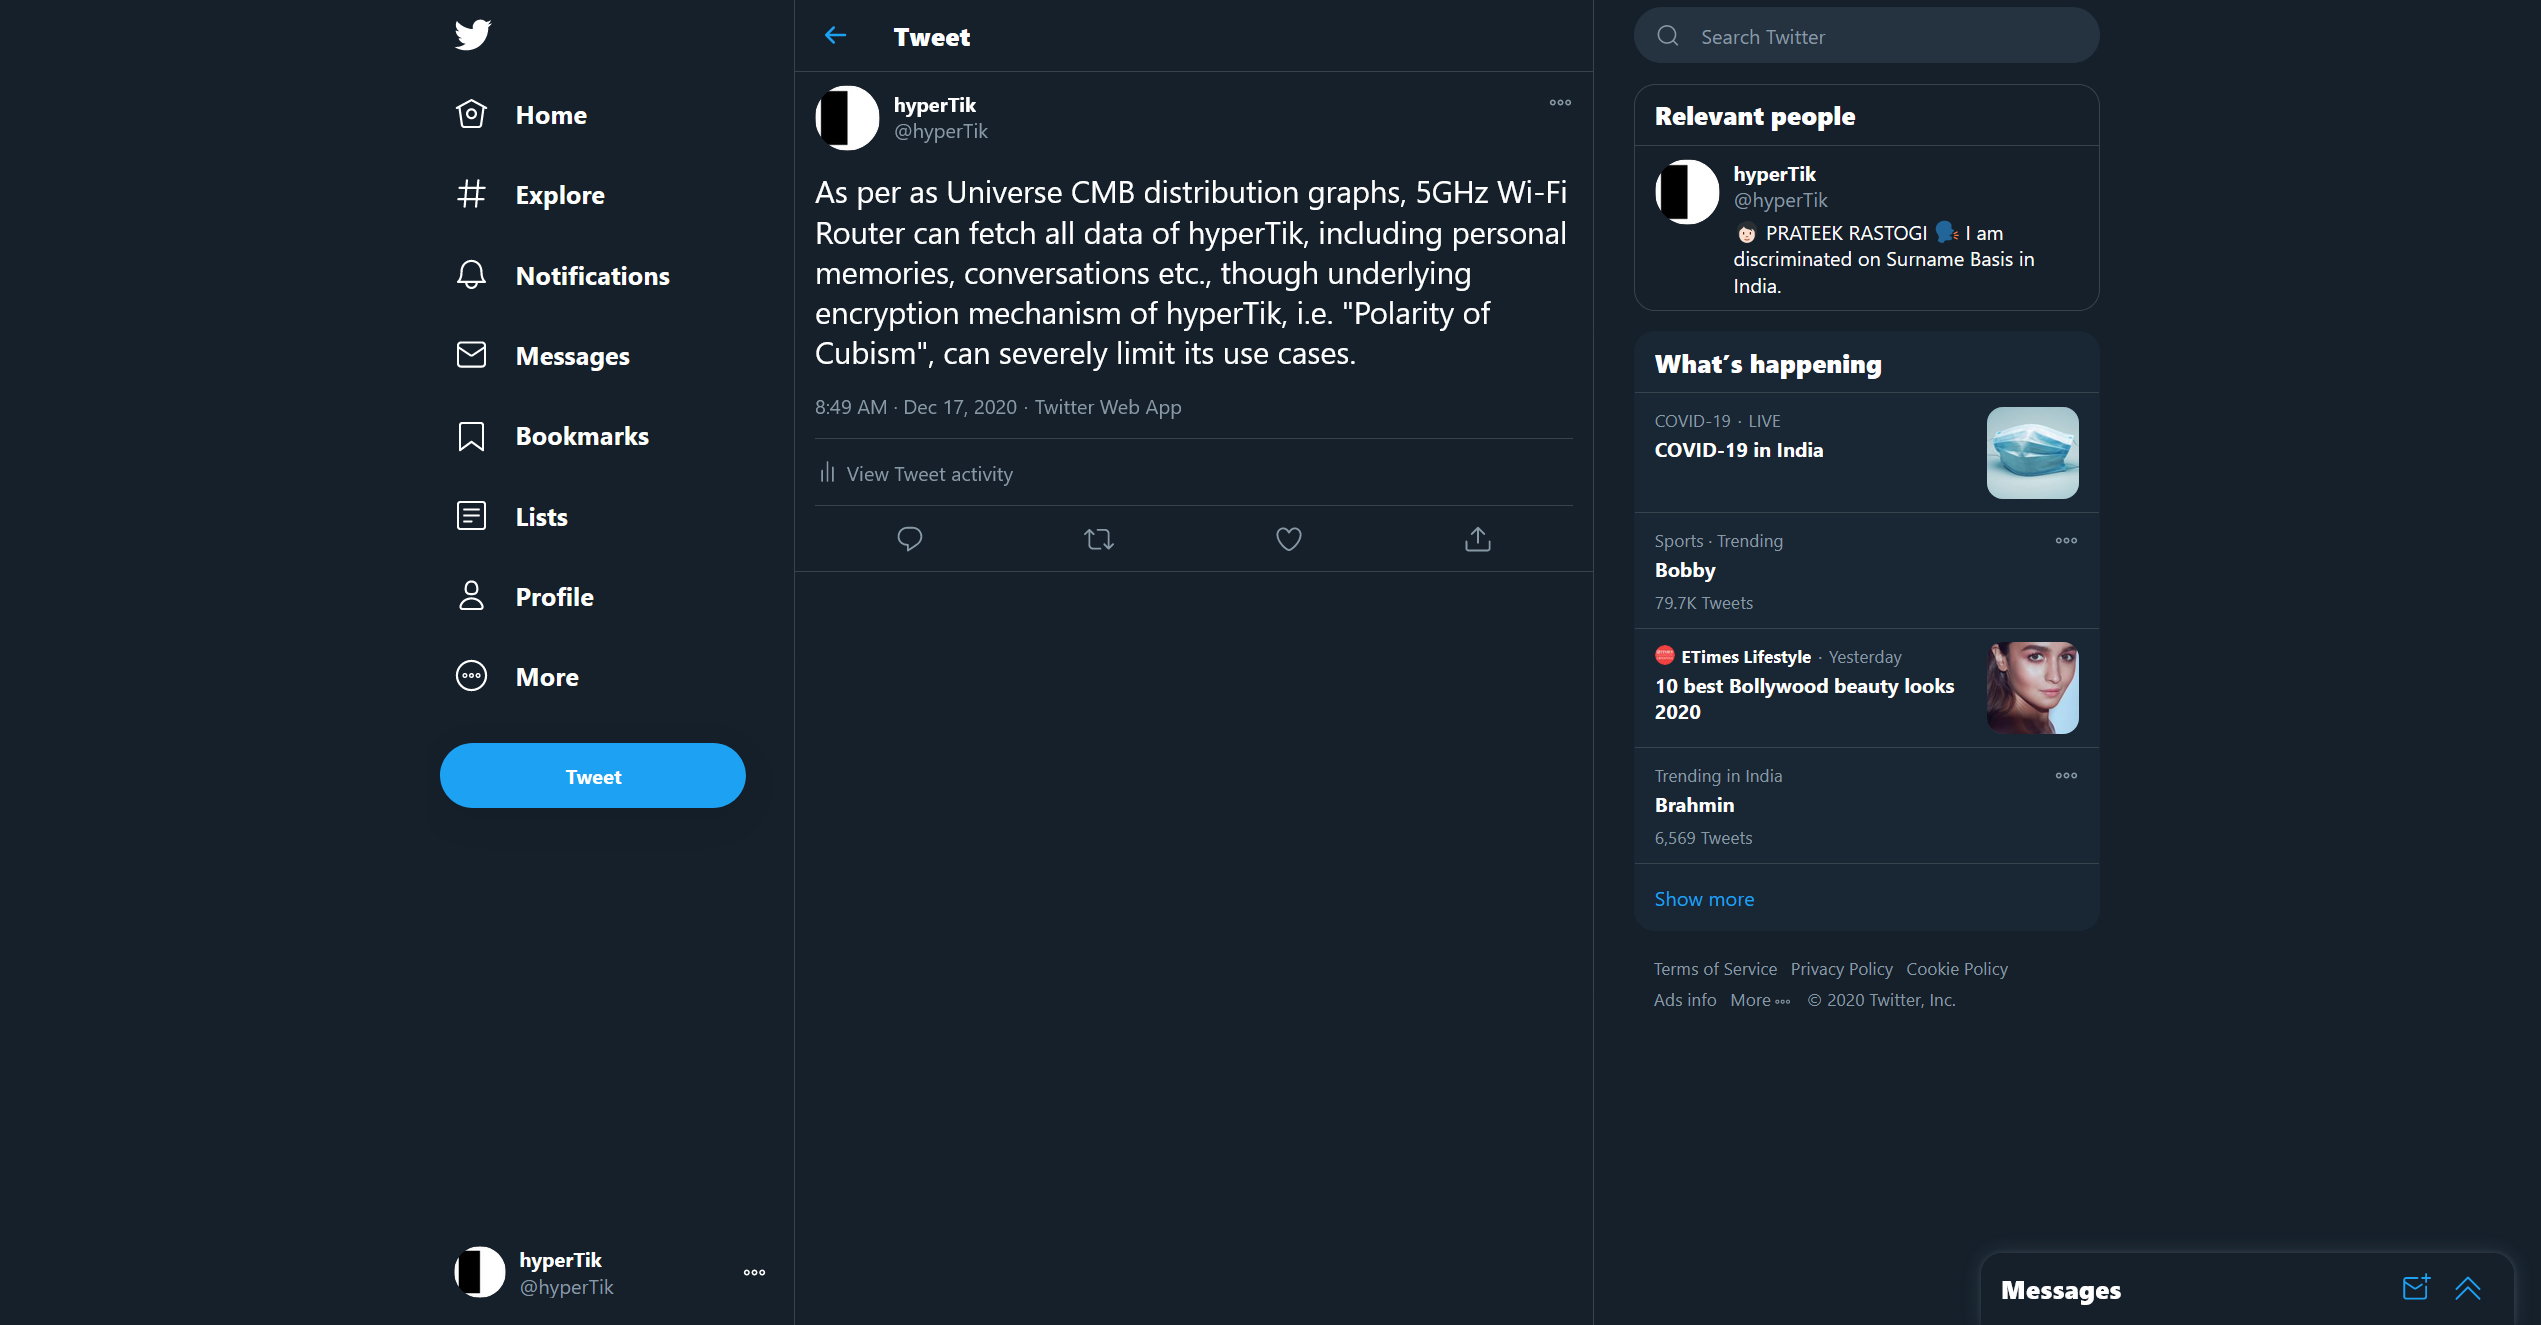 Home
Explore
Notifications
Messages
Bookmarks
Lists
Profile
More
Tweet
hyperTik
@hyperTik
Tweet
hyperTik
@hyperTik
As per as Universe CMB distribution graphs, 5GHz Wi-Fi
Router can fetch all data of hyperTik, including personal
memories, conversations etc., though underlying
encryption mechanism of hyperTik, i.e. "Polarity of
Cubism", can severely limit its use cases.
8:49 AM · Dec 17, 2020 · Twitter Web App
View Tweet activity
Search Twitter
Relevant people
hyperTik
@hyperTik
PRATEEK RASTOGI I am
discriminated on Surname Basis in
India.
What's happening
COVID-19 · LIVE
COVID-19 in India
Sports · Trending
Bobby
79.7K Tweets
ETimes Lifestyle · Yesterday
10 best Bollywood beauty looks
2020
Trending in India
Brahmin
6,569 Tweets
Show more
Terms of Service Privacy Policy Cookie Policy
Ads info More © 2020 Twitter, Inc.
Messages